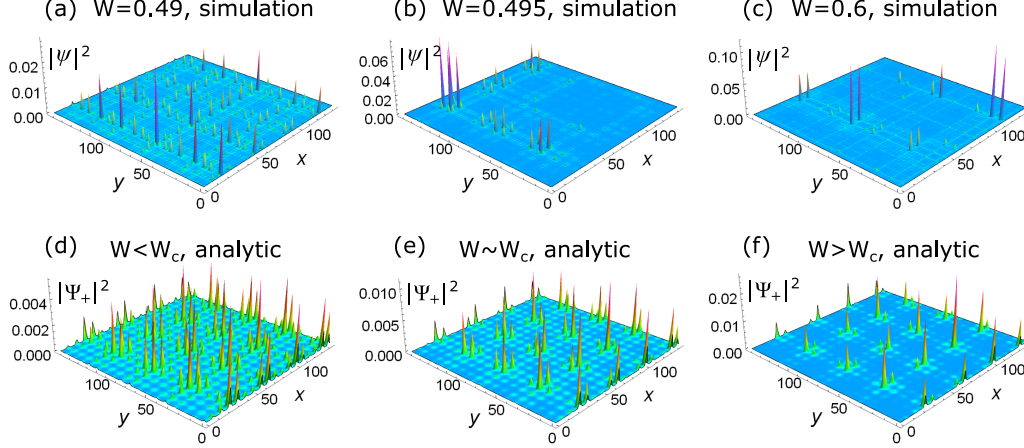 (a) W=0.49, simulation
(b) W=0.495, simulation
(c) W=0.6, simulation
|ψ|²
0.02
0.01
0.00
100
50
0
y
0
50
100
x
|ψ|²
0.06
0.04
0.02
0.00
100
50
0
y
0
50
100
x
|ψ|²
0.10
0.05
0.00
100
50
0
y
0
50
100
x
(d) W<W_c, analytic
(e) W~W_c, analytic
(f) W>W_c, analytic
|Ψ₊|²
0.004
0.002
0.000
100
50
0
y
0
50
100
x
|Ψ₊|²
0.010
0.005
0.000
100
50
0
y
0
50
100
x
|Ψ₊|²
0.02
0.01
0.00
100
50
0
y
0
50
100
x